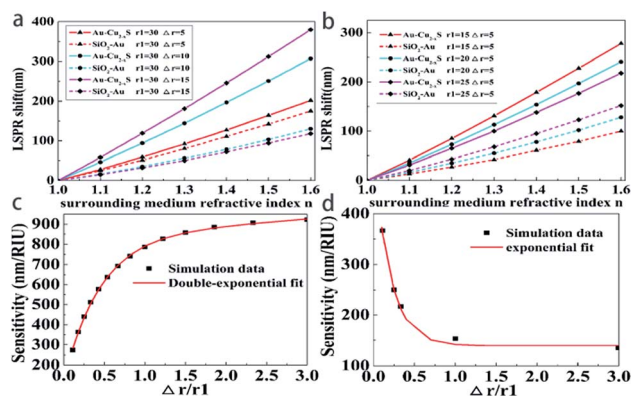 a
400
300
200
100
0
LSPR shift(nm)
Au-Cu2-xS r1=30 △r=5
SiO2-Au r1=30 △r=5
Au-Cu2-xS r1=30 △r=10
SiO2-Au r1=30 △r=10
Au-Cu2-xS r1=30 △r=15
SiO2-Au r1=30 △r=15
1.0 1.1 1.2 1.3 1.4 1.5 1.6
surrounding medium refractive index n
b
300
200
100
0
LSPR shift(nm)
Au-Cu2-xS r1=15 △r=5
SiO2-Au r1=15 △r=5
Au-Cu2-xS r1=20 △r=5
SiO2-Au r1=20 △r=5
Au-Cu2-xS r1=25 △r=5
SiO2-Au r1=25 △r=5
1.0 1.1 1.2 1.3 1.4 1.5 1.6
surrounding medium refractive index n
c
900
800
700
600
500
400
300
200
Sensitivity(nm/RIU)
Simulation data
Double-exponential fit
0.0 0.5 1.0 1.5 2.0 2.5 3.0
△r/r1
d
400
350
300
250
200
150
100
Sensitivity(nm/RIU)
Simulation data
exponential fit
0.0 0.5 1.0 1.5 2.0 2.5 3.0
△r/r1